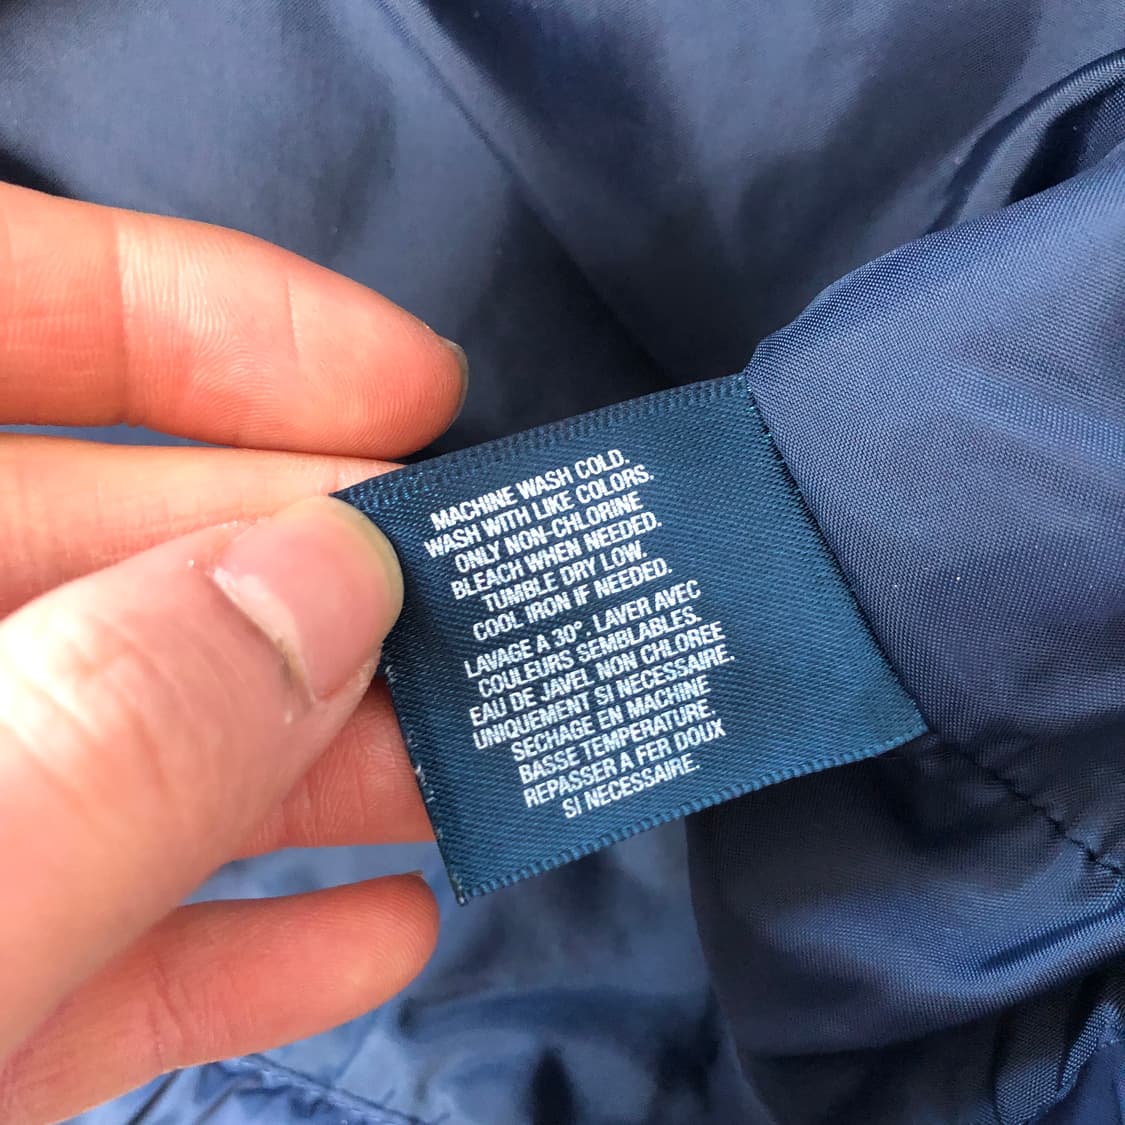 MACHINE WASH COLD.
WASH WITH LIKE COLORS.
ONLY NON-CHLORINE
BLEACH WHEN NEEDED.
TUMBLE DRY LOW.
COOL IRON IF NEEDED.
LAVAGE A 30°. LAVER AVEC
COULEURS SEMBLABLES.
EAU DE JAVEL NON CHLOREE
UNIQUEMENT SI NECESSAIRE.
SECHAGE EN MACHINE
BASSE TEMPERATURE.
REPASSER A FER DOUX
SI NECESSAIRE.